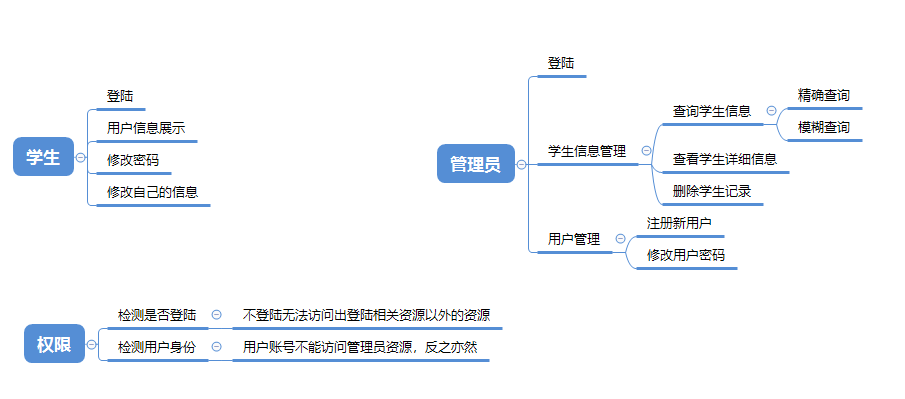 学生
登陆
用户信息展示
修改密码
修改自己的信息
管理员
登陆
学生信息管理
查询学生信息
精确查询
模糊查询
查看学生详细信息
删除学生记录
用户管理
注册新用户
修改用户密码
权限
检测是否登陆
不登陆无法访问出登陆相关资源以外的资源
检测用户身份
用户账号不能访问管理员资源，反之亦然